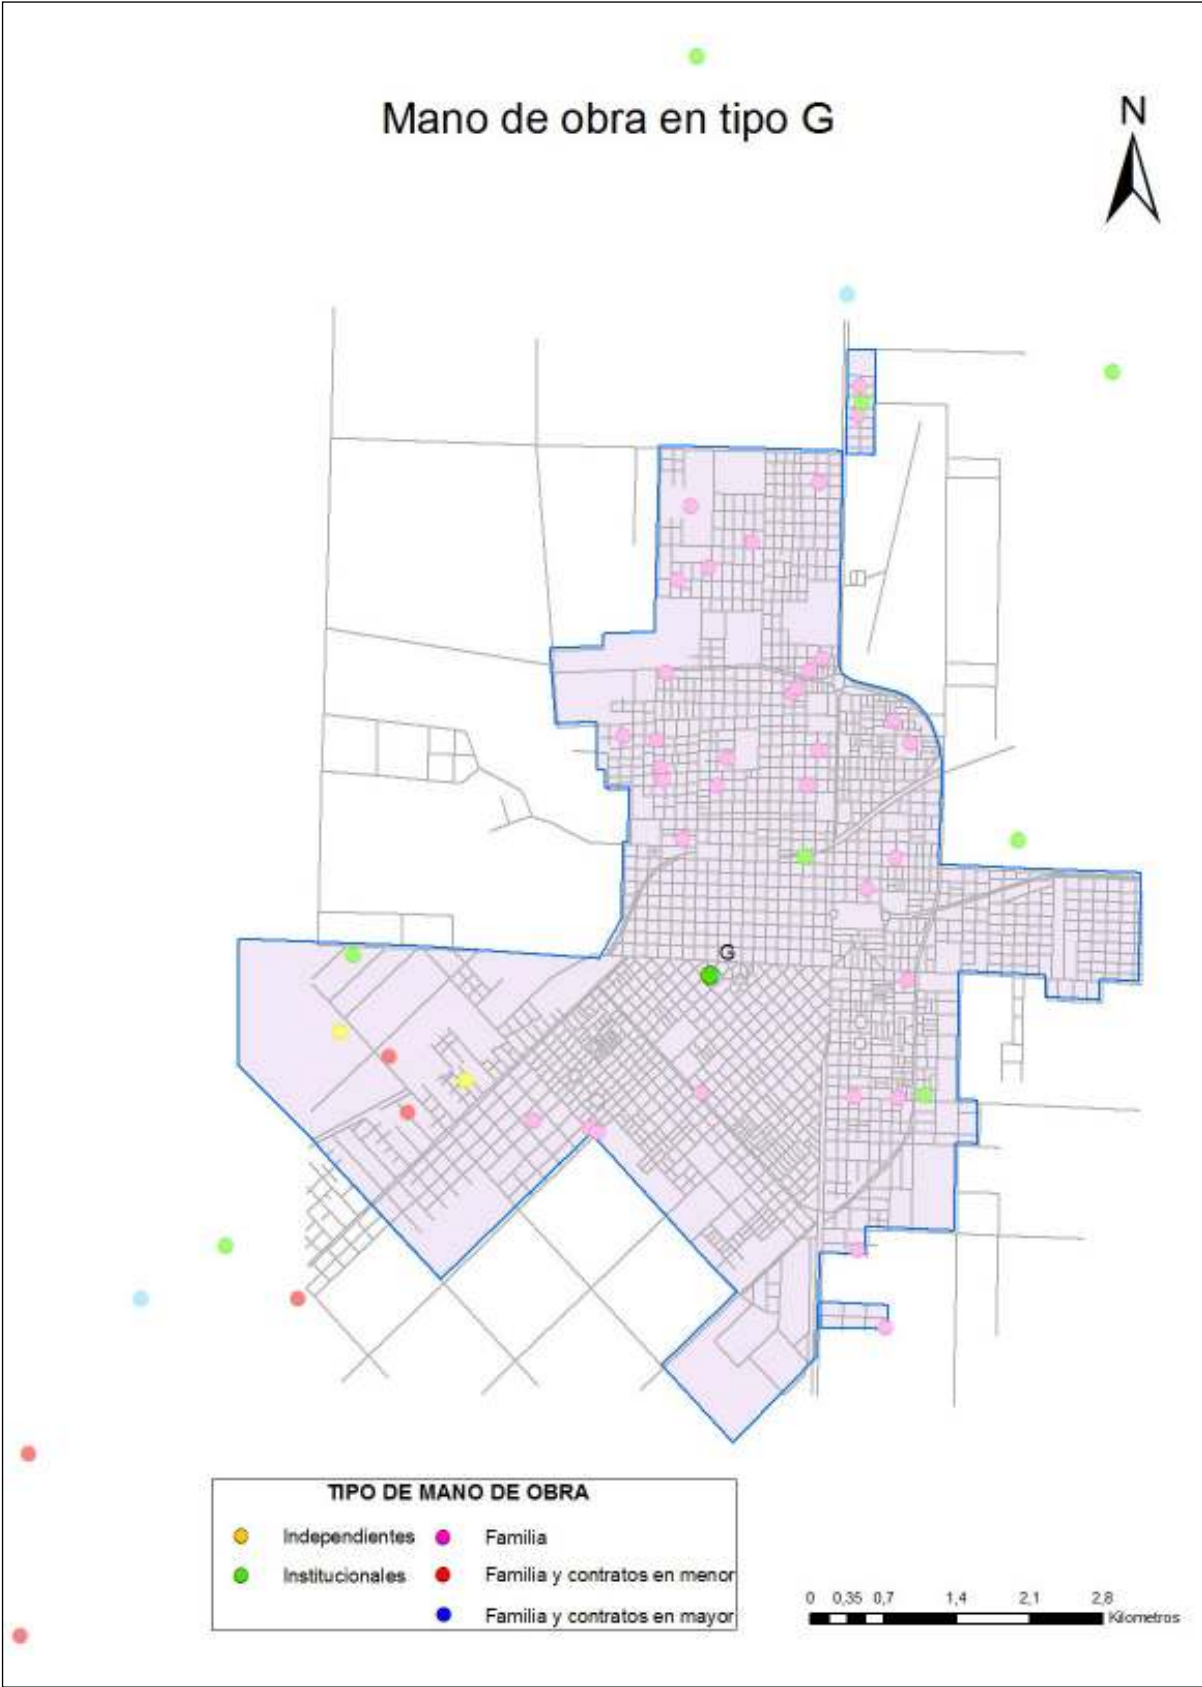 Mano de obra en tipo G
N
G
TIPO DE MANO DE OBRA
Independientes
Familia
Institucionales
Familia y contratos en menor
Familia y contratos en mayor
0 0,35 0,7 1,4 2,1 2,8
Kilometros